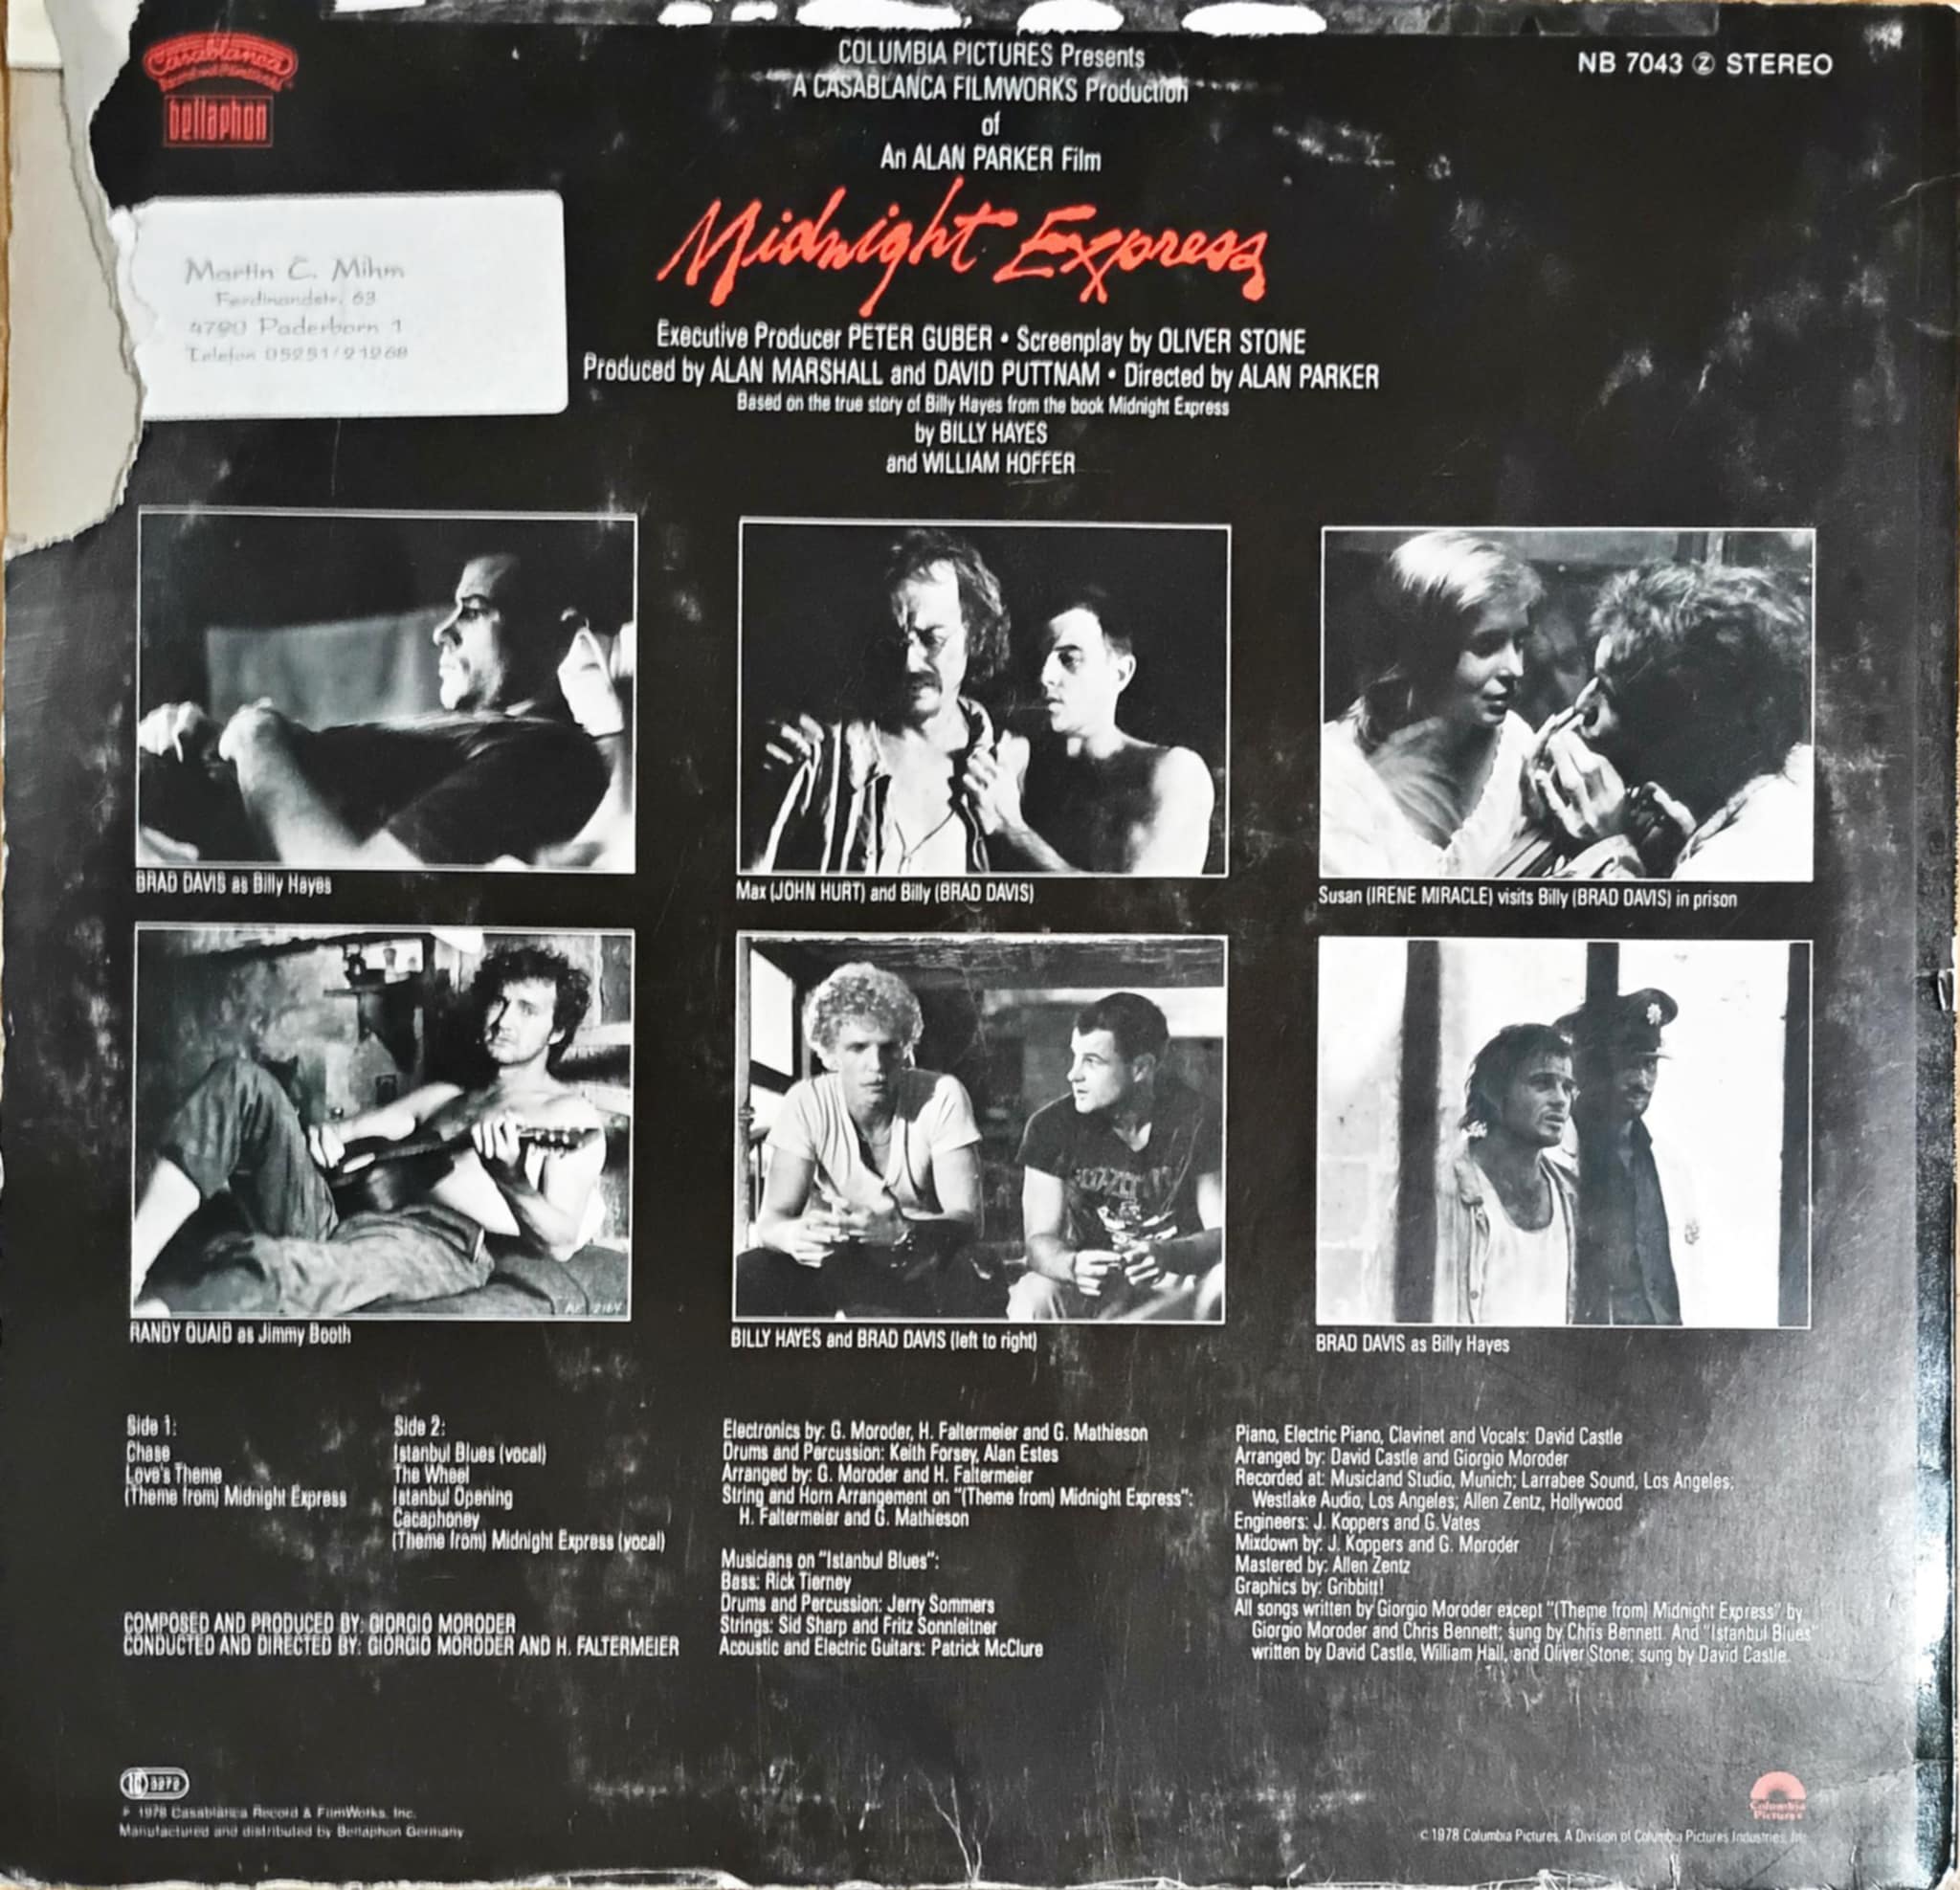 Casablanca
bellaphon
COLUMBIA PICTURES Presents
A CASABLANCA FILMWORKS Production
of
An ALAN PARKER Film
NB 7043 Ⓩ STEREO
Midnight Express
Martin C. Mihm
Ferdinandstr. 63
4790 Paderborn 1
Telefon 05251/21268
Executive Producer PETER GUBER • Screenplay by OLIVER STONE
Produced by ALAN MARSHALL and DAVID PUTTNAM • Directed by ALAN PARKER
Based on the true story of Billy Hayes from the book Midnight Express
by BILLY HAYES
and WILLIAM HOFFER
BRAD DAVIS as Billy Hayes
Max (JOHN HURT) and Billy (BRAD DAVIS)
Susan (IRENE MIRACLE) visits Billy (BRAD DAVIS) in prison
RANDY QUAID as Jimmy Booth
BILLY HAYES and BRAD DAVIS (left to right)
BRAD DAVIS as Billy Hayes
Side 1:
Chase
Love's Theme
(Theme from) Midnight Express
Side 2:
Istanbul Blues (vocal)
The Wheel
Istanbul Opening
Cacaphoney
(Theme from) Midnight Express (vocal)
COMPOSED AND PRODUCED BY: GIORGIO MORODER
CONDUCTED AND DIRECTED BY: GIORGIO MORODER AND H. FALTERMEIER
Electronics by: G. Moroder, H. Faltermeier and G. Mathieson
Drums and Percussion: Keith Forsey, Alan Estes
Arranged by: G. Moroder and H. Faltermeier
String and Horn Arrangement on "(Theme from) Midnight Express":
H. Faltermeier and G. Mathieson
Musicians on "Istanbul Blues":
Bass: Rick Tierney
Drums and Percussion: Jerry Sommers
Strings: Sid Sharp and Fritz Sonnleitner
Acoustic and Electric Guitars: Patrick McClure
Piano, Electric Piano, Clavinet and Vocals: David Castle
Arranged by: David Castle and Giorgio Moroder
Recorded at: Musicland Studio, Munich; Larrabee Sound, Los Angeles;
Westlake Audio, Los Angeles; Allen Zentz, Hollywood
Engineers: J. Koppers and G. Vates
Mixdown by: J. Koppers and G. Moroder
Mastered by: Allen Zentz
Graphics by: Gribbitt!
All songs written by Giorgio Moroder except "(Theme from) Midnight Express" by
Giorgio Moroder and Chris Bennett; sung by Chris Bennett. And "Istanbul Blues"
written by David Castle, William Hall, and Oliver Stone; sung by David Castle.
3272
℗ 1978 Casablanca Record & FilmWorks, Inc.
Manufactured and distributed by Bellaphon Germany
Columbia
Pictures
© 1978 Columbia Pictures, A Division of Columbia Pictures Industries, Inc.